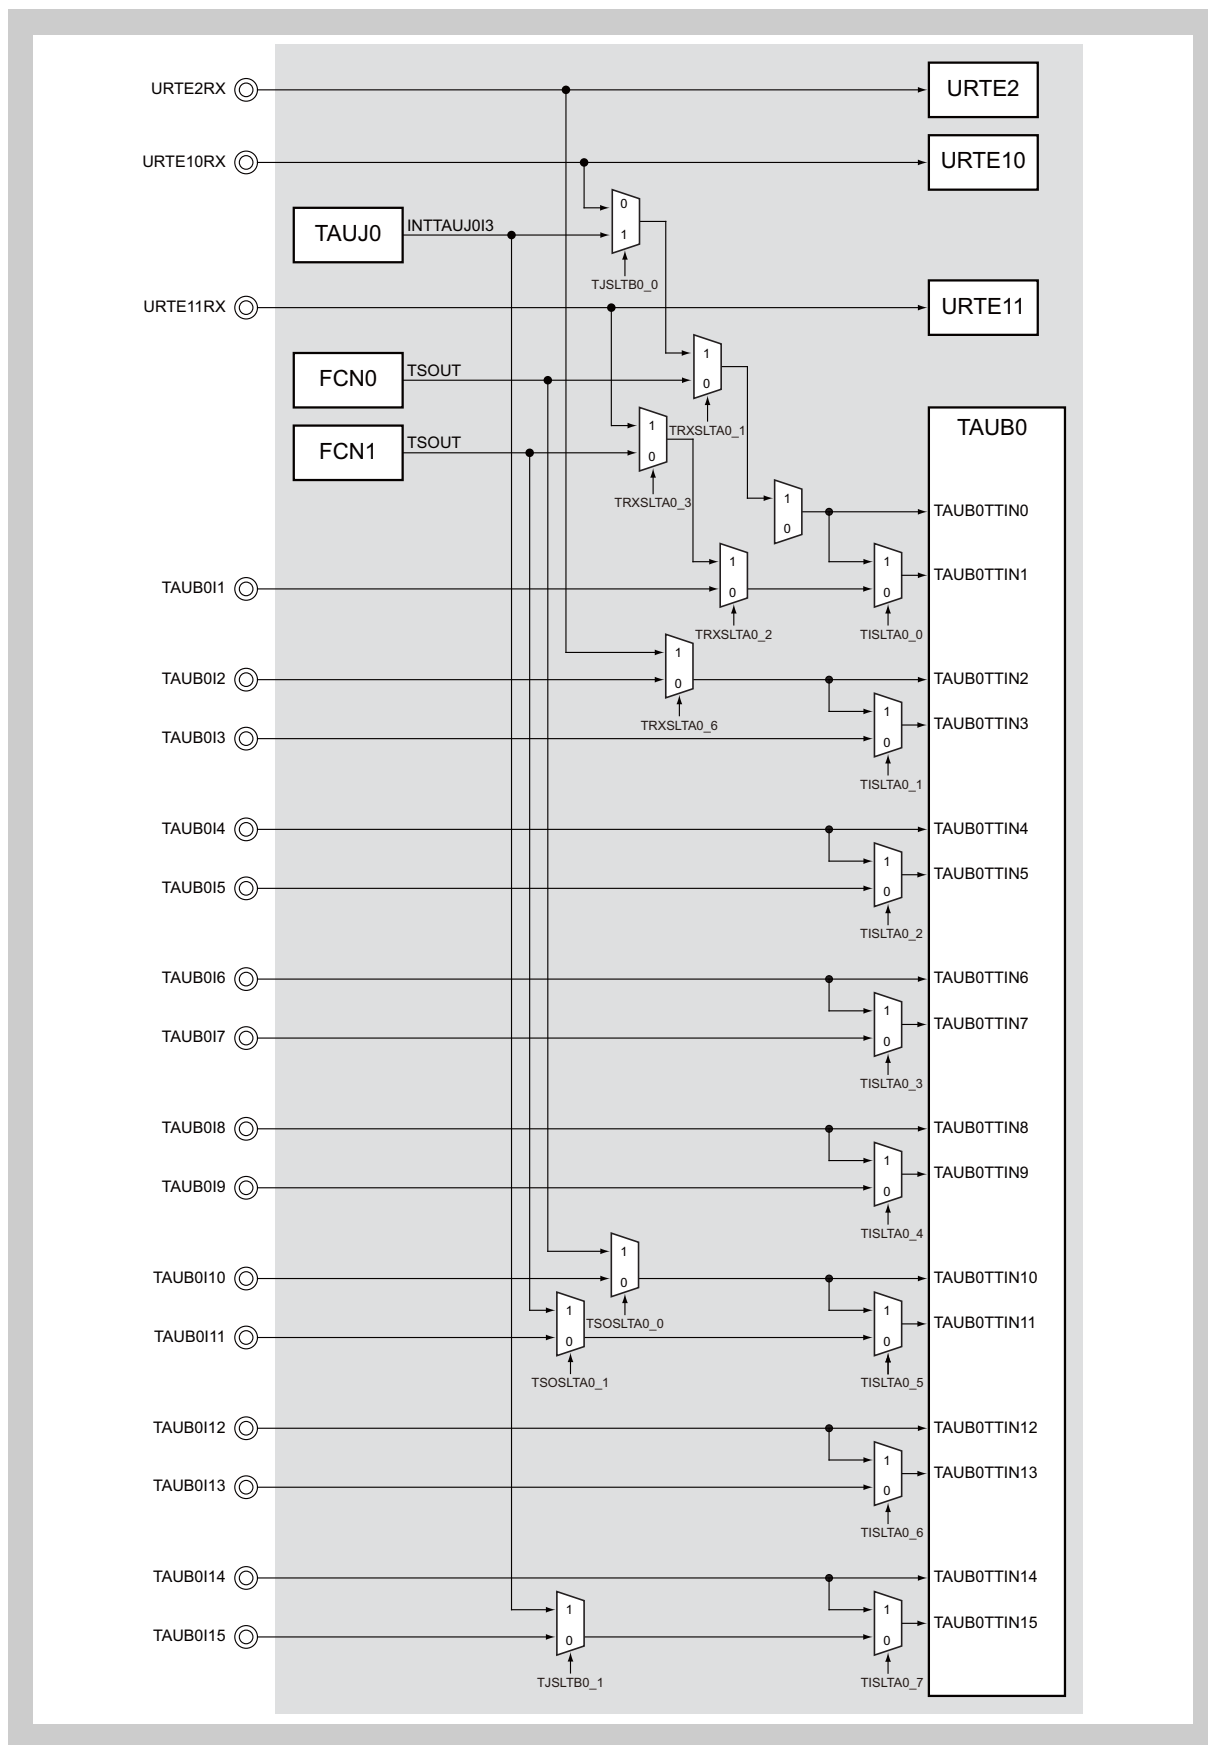 URTE2RX
URTE2
URTE10RX
URTE10
0
TAUJ0
INTTAUJ0I3
1
TJSLTB0_0
URTE11RX
URTE11
1
FCN0
TSOUT
0
TRXSLTA0_1
TAUB0
1
FCN1
TSOUT
0
TRXSLTA0_3
1
TAUB0TTIN0
0
1
1
TAUB0TTIN1
TAUB0I1
0
0
TRXSLTA0_2
TISLTA0_0
1
TAUB0I2
0
TAUB0TTIN2
TRXSLTA0_6
1
TAUB0TTIN3
TAUB0I3
0
TISLTA0_1
TAUB0I4
TAUB0TTIN4
1
TAUB0TTIN5
TAUB0I5
0
TISLTA0_2
TAUB0I6
TAUB0TTIN6
1
TAUB0TTIN7
TAUB0I7
0
TISLTA0_3
TAUB0I8
TAUB0TTIN8
1
TAUB0TTIN9
TAUB0I9
0
TISLTA0_4
1
TAUB0I10
0
TAUB0TTIN10
1
1
TSOSLTA0_0
TAUB0TTIN11
TAUB0I11
0
0
TSOSLTA0_1
TISLTA0_5
TAUB0I12
TAUB0TTIN12
1
TAUB0TTIN13
TAUB0I13
0
TISLTA0_6
TAUB0I14
TAUB0TTIN14
1
1
TAUB0TTIN15
TAUB0I15
0
0
TJSLTB0_1
TISLTA0_7